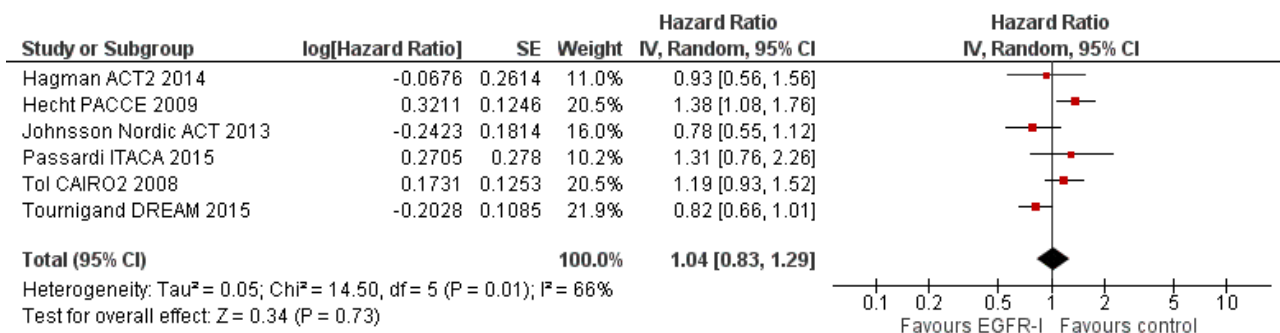 Hazard Ratio Hazard Ratio
Study or Subgroup log[Hazard Ratio] SE Weight IV, Random, 95% CI IV, Random, 95% CI
Hagman ACT2 2014 -0.0676 0.2614 11.0% 0.93 [0.56, 1.56]
Hecht PACCE 2009 0.3211 0.1246 20.5% 1.38 [1.08, 1.76]
Johnsson Nordic ACT 2013 -0.2423 0.1814 16.0% 0.78 [0.55, 1.12]
Passardi ITACA 2015 0.2705 0.278 10.2% 1.31 [0.76, 2.26]
Tol CAIRO2 2008 0.1731 0.1253 20.5% 1.19 [0.93, 1.52]
Tournigand DREAM 2015 -0.2028 0.1085 21.9% 0.82 [0.66, 1.01]
Total (95% CI) 100.0% 1.04 [0.83, 1.29]
Heterogeneity: Tau² = 0.05; Chi² = 14.50, df = 5 (P = 0.01); I² = 66%
Test for overall effect: Z = 0.34 (P = 0.73)
0.1 0.2 0.5 1 2 5 10
Favours EGFR-I Favours control